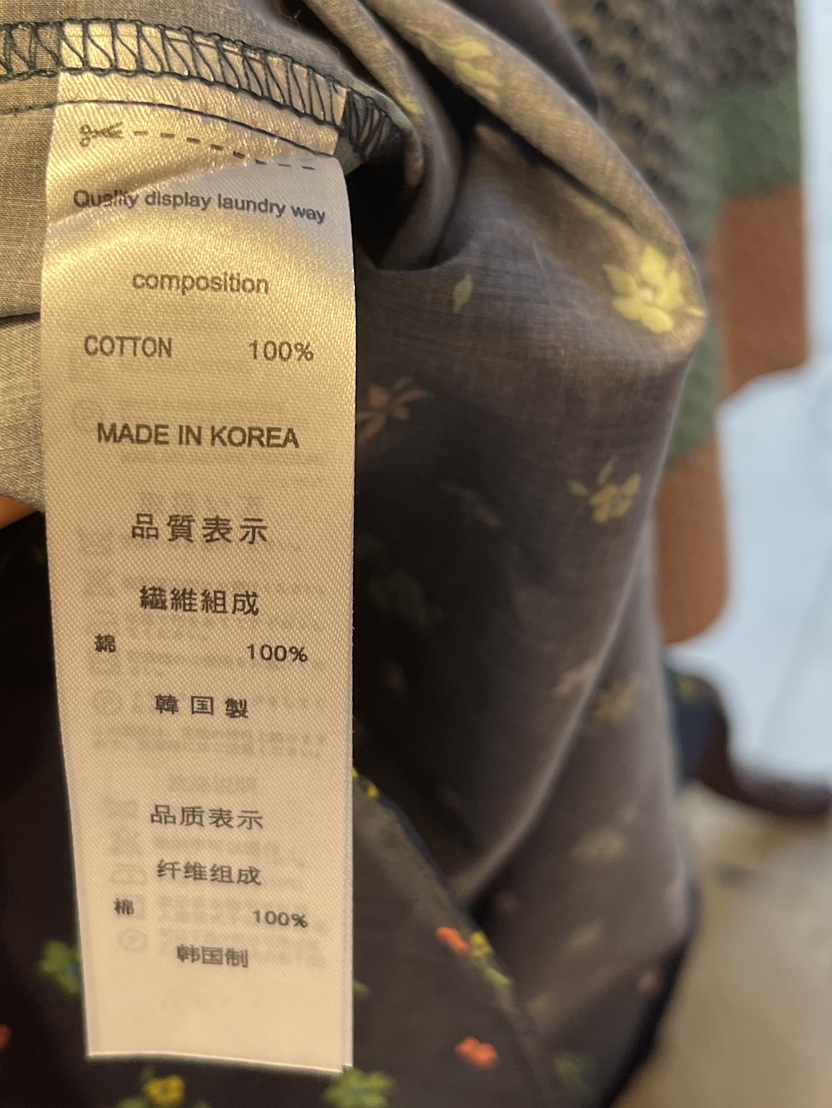 Quality display laundry way
composition
COTTON 100%
MADE IN KOREA
品質表示
繊維組成
綿 100%
韓国製
品质表示
纤维组成
棉 100%
韩国制